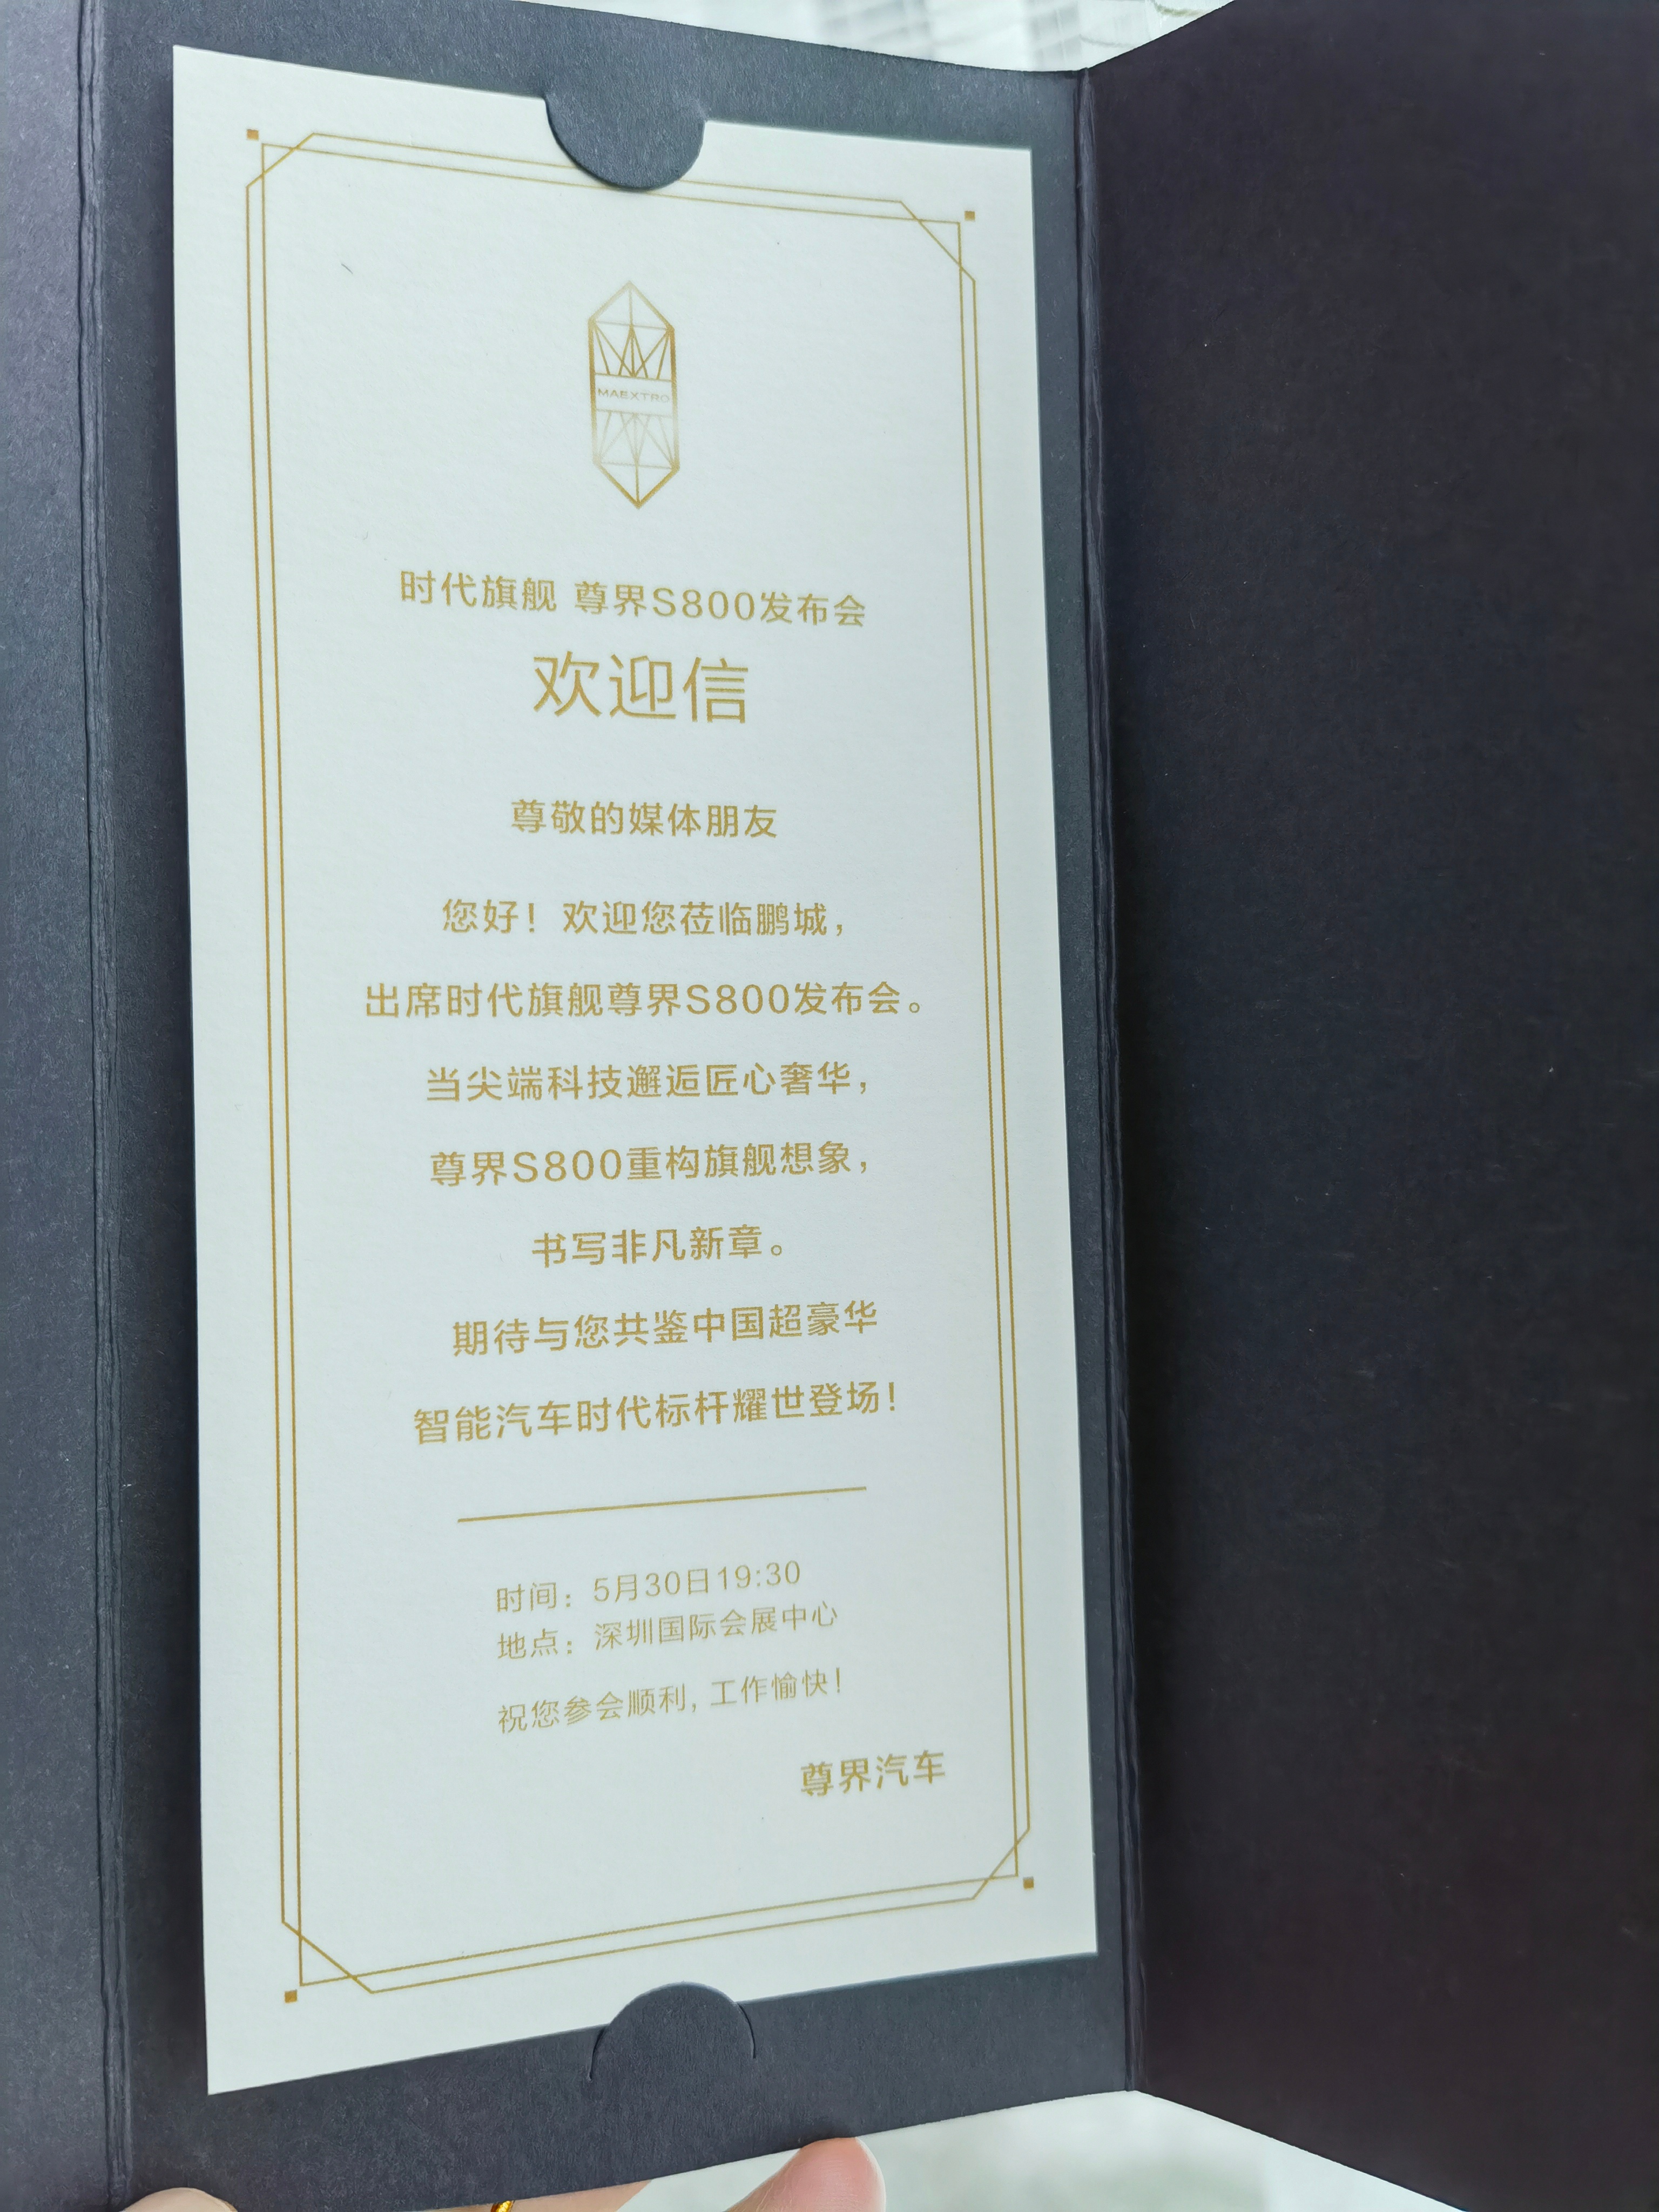 MAEXTRO
时代旗舰 尊界S800发布会
欢迎信
尊敬的媒体朋友
您好！欢迎您莅临鹏城，
出席时代旗舰尊界S800发布会。
当尖端科技邂逅匠心奢华，
尊界S800重构旗舰想象，
书写非凡新章。
期待与您共鉴中国超豪华
智能汽车时代标杆耀世登场！
时间：5月30日19:30
地点：深圳国际会展中心
祝您参会顺利，工作愉快！
尊界汽车